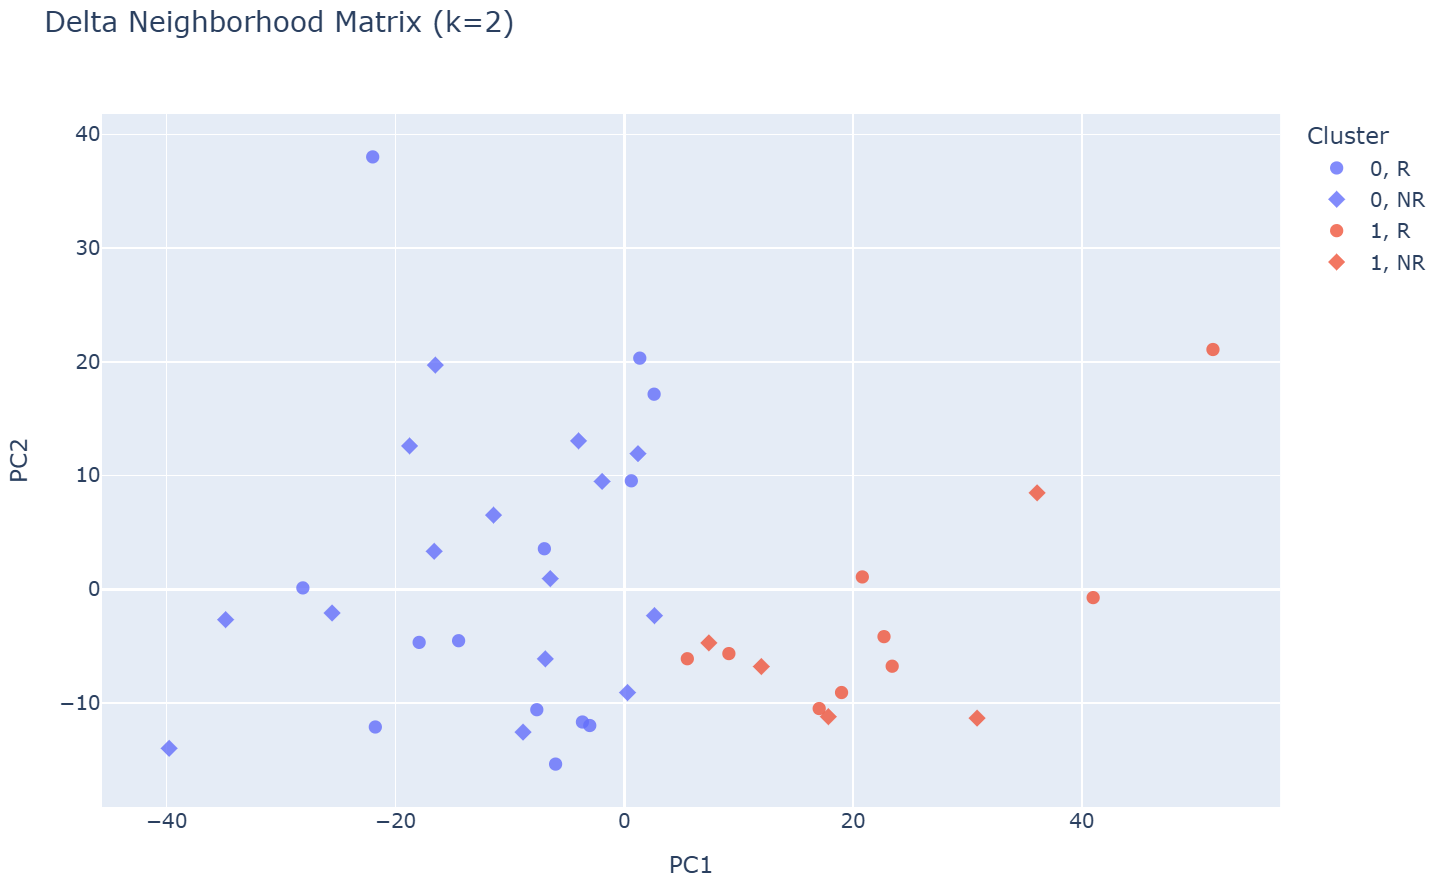 Delta Neighborhood Matrix (k=2)
Cluster
0, R
0, NR
1, R
1, NR
40
30
20
10
0
−10
PC2
−40
−20
0
20
40
PC1